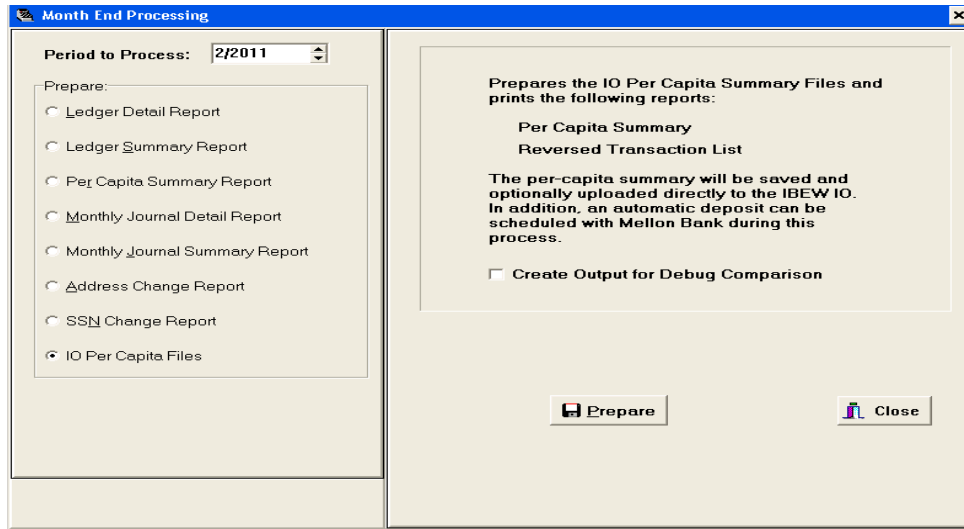 Month End Processing
Period to Process: 2/2011
Prepare:
Ledger Detail Report
Ledger Summary Report
Per Capita Summary Report
Monthly Journal Detail Report
Monthly Journal Summary Report
Address Change Report
SSN Change Report
IO Per Capita Files
Prepares the IO Per Capita Summary Files and
prints the following reports:
Per Capita Summary
Reversed Transaction List
The per-capita summary will be saved and
optionally uploaded directly to the IBEW IO.
In addition, an automatic deposit can be
scheduled with Mellon Bank during this
process.
Create Output for Debug Comparison
Prepare
Close